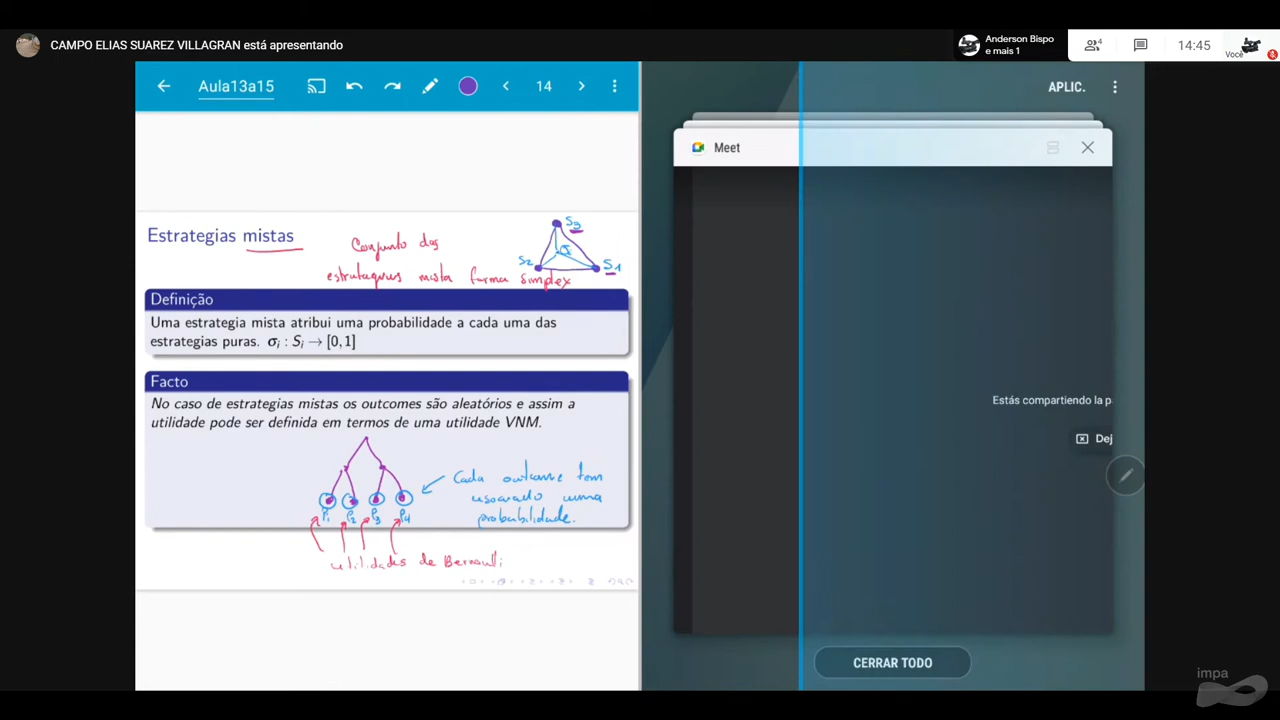 CAMPO ELIAS SUAREZ VILLAGRAN está apresentando
Anderson Bispo
e mais 1
4
14:45
Você
Aula13a15
14
APLIC.
Meet
Estrategias mistas
Conjunto das
estrategias mista forma simplex
S3
S2
S1
Definição
Uma estrategia mista atribui uma probabilidade a cada uma das
estrategias puras. σi : Si → [0,1]
Facto
No caso de estrategias mistas os outcomes são aleatórios e assim a
utilidade pode ser definida em termos de uma utilidade VNM.
Cada outcome tem
uma
probabilidade.
P1 P2 P3 P4
utilidades de Bernoulli
Estás compartiendo la p
Dej
CERRAR TODO
impa